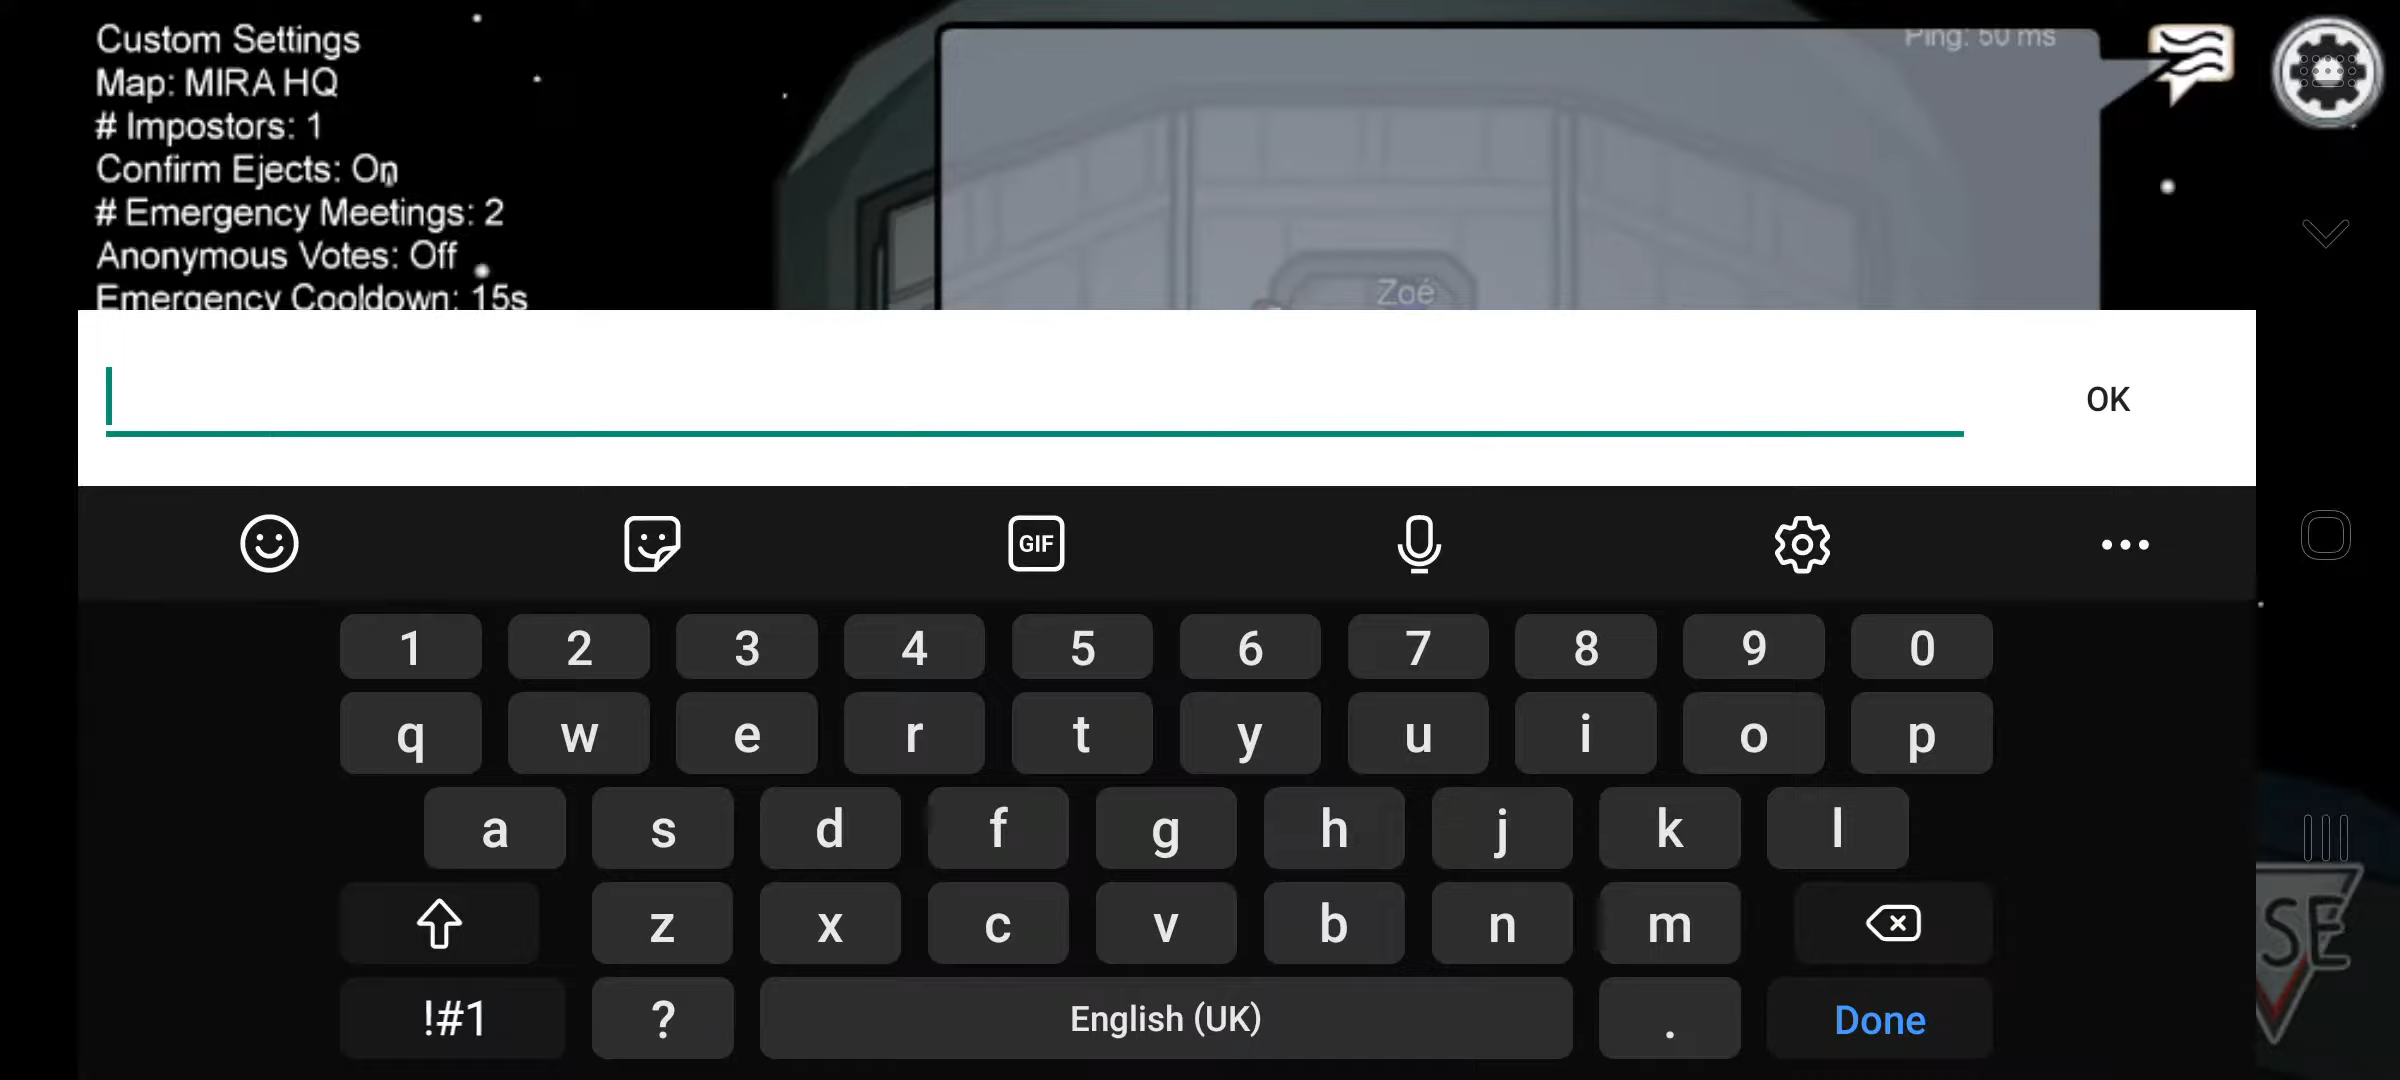 Custom Settings
Map: MIRA HQ
# Impostors: 1
Confirm Ejects: On
# Emergency Meetings: 2
Anonymous Votes: Off
Emergency Cooldown: 15s
Ping: 50 ms
Zoé
OK
GIF
1 2 3 4 5 6 7 8 9 0
q w e r t y u i o p
a s d f g h j k l
z x c v b n m
!#1 ? English (UK) . Done
SE